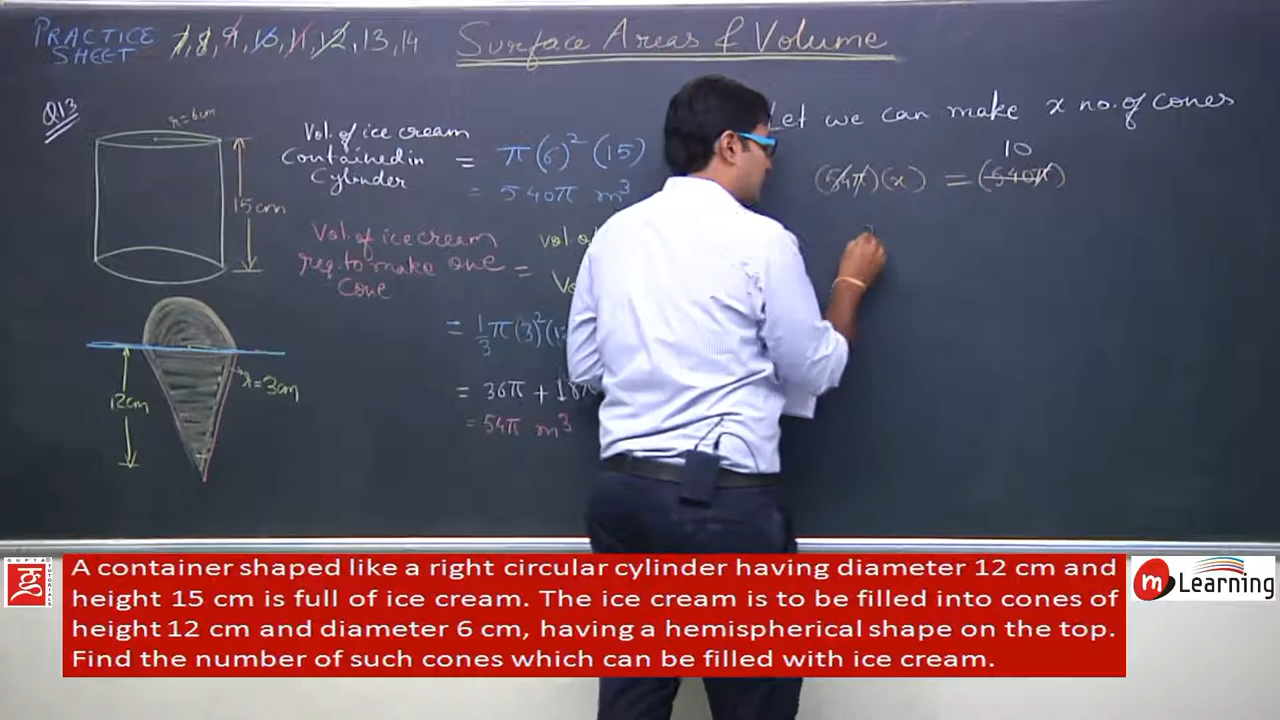 PRACTICE SHEET 7, 8, 9, 10, 11, 12, 13, 14
Surface Areas & Volume
Q13
r=6cm
15cm
12cm
r=3cm
Vol. of ice cream
Contained in
Cylinder
= π(6)²(15)
= 540π m³
Vol. of ice cream
req. to make one
Cone
=
vol. of
= 1/3 π(3)²(1
= 36π + 18π
= 54π m³
Let we can make x no. of cones
10
(54π)(x) = (540π)
A container shaped like a right circular cylinder having diameter 12 cm and
height 15 cm is full of ice cream. The ice cream is to be filled into cones of
height 12 cm and diameter 6 cm, having a hemispherical shape on the top.
Find the number of such cones which can be filled with ice cream.
GUPTA
TUTORIALS
m Learning